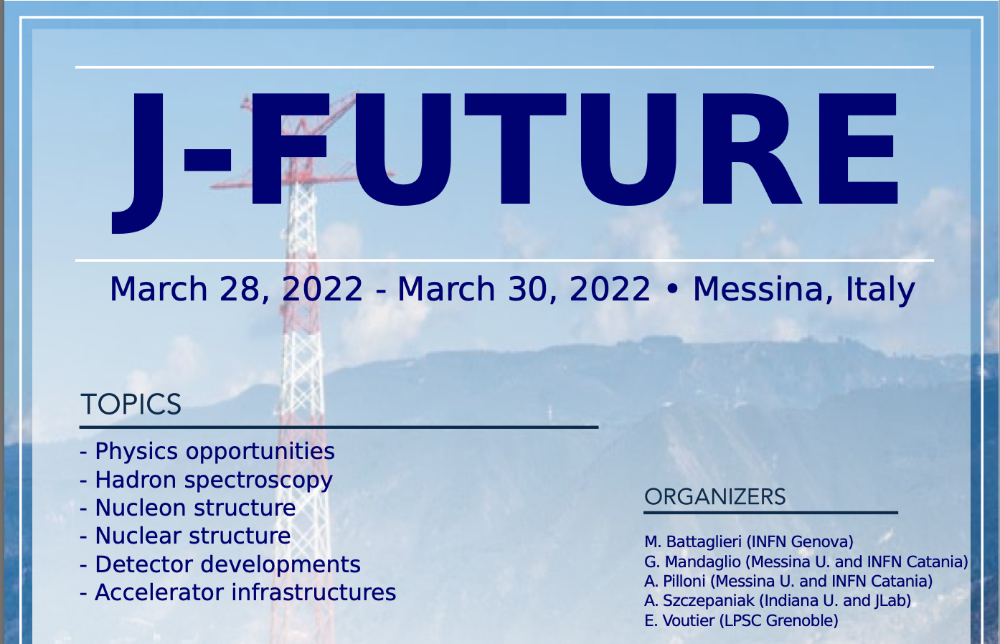 J-FUTURE
March 28, 2022 - March 30, 2022 • Messina, Italy
TOPICS
- Physics opportunities
- Hadron spectroscopy
- Nucleon structure
- Nuclear structure
- Detector developments
- Accelerator infrastructures
ORGANIZERS
M. Battaglieri (INFN Genova)
G. Mandaglio (Messina U. and INFN Catania)
A. Pilloni (Messina U. and INFN Catania)
A. Szczepaniak (Indiana U. and JLab)
E. Voutier (LPSC Grenoble)